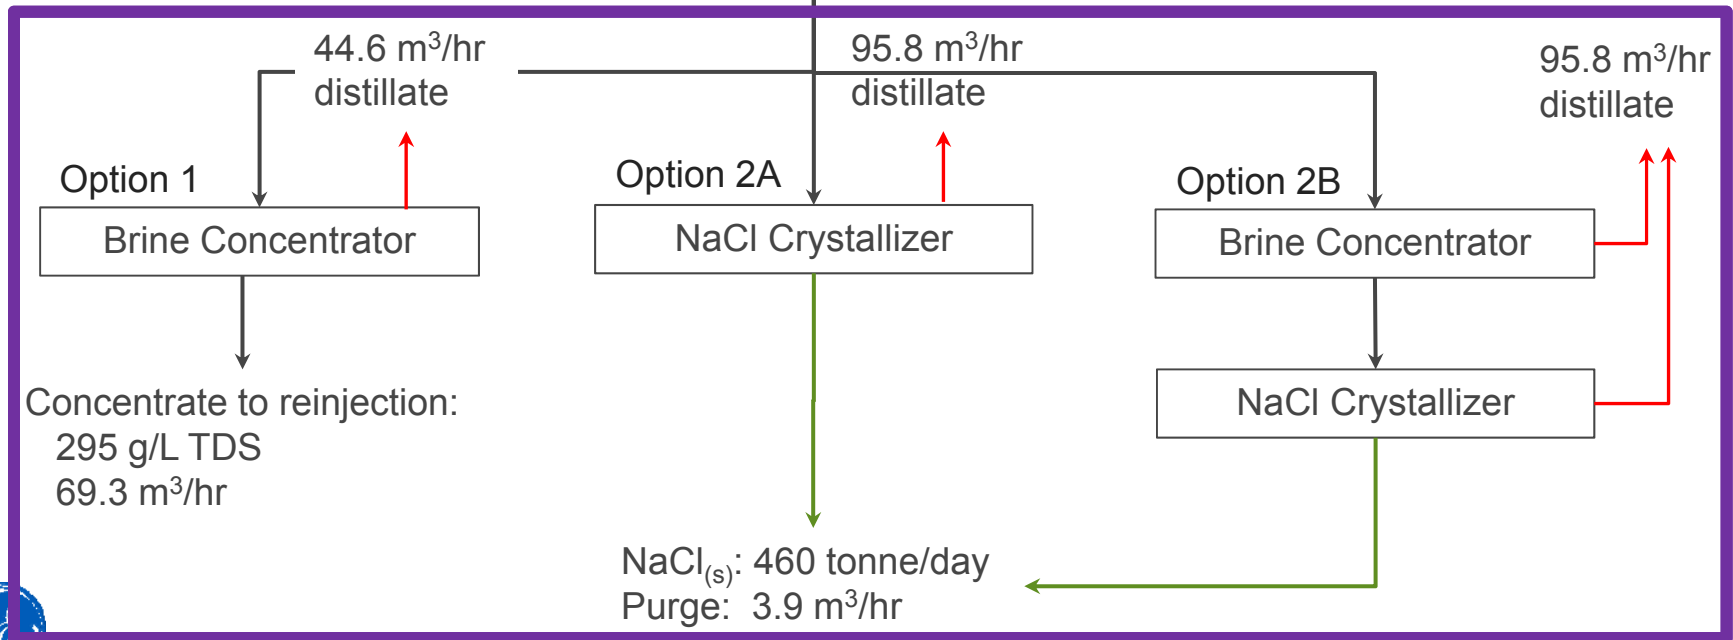 44.6 m³/hr
distillate
95.8 m³/hr
distillate
95.8 m³/hr
distillate
Option 1
Brine Concentrator
Option 2A
NaCl Crystallizer
Option 2B
Brine Concentrator
NaCl Crystallizer
Concentrate to reinjection:
295 g/L TDS
69.3 m³/hr
NaCl(s): 460 tonne/day
Purge: 3.9 m³/hr